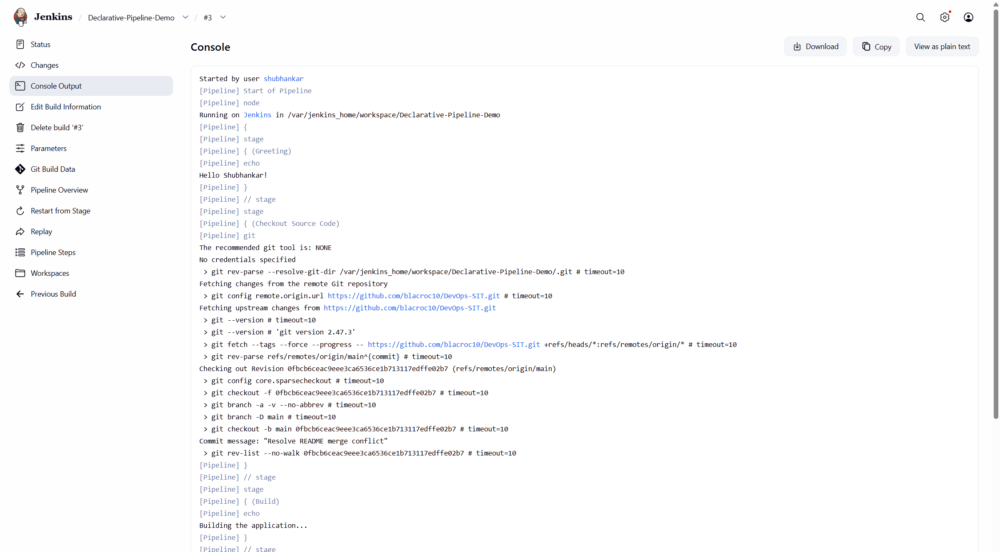 Jenkins / Declarative-Pipeline-Demo / #3
Status
Changes
Console Output
Edit Build Information
Delete build ‘#3’
Parameters
Git Build Data
Pipeline Overview
Restart from Stage
Replay
Pipeline Steps
Workspaces
Previous Build
Console
Download
Copy
View as plain text
Started by user shubhankar
[Pipeline] Start of Pipeline
[Pipeline] node
Running on Jenkins in /var/jenkins_home/workspace/Declarative-Pipeline-Demo
[Pipeline] {
[Pipeline] stage
[Pipeline] { (Greeting)
[Pipeline] echo
Hello Shubhankar!
[Pipeline] }
[Pipeline] // stage
[Pipeline] stage
[Pipeline] { (Checkout Source Code)
[Pipeline] git
The recommended git tool is: NONE
No credentials specified
 > git rev-parse --resolve-git-dir /var/jenkins_home/workspace/Declarative-Pipeline-Demo/.git # timeout=10
Fetching changes from the remote Git repository
 > git config remote.origin.url https://github.com/blacroc10/DevOps-SIT.git # timeout=10
Fetching upstream changes from https://github.com/blacroc10/DevOps-SIT.git
 > git --version # timeout=10
 > git --version # 'git version 2.47.3'
 > git fetch --tags --force --progress -- https://github.com/blacroc10/DevOps-SIT.git +refs/heads/*:refs/remotes/origin/* # timeout=10
 > git rev-parse refs/remotes/origin/main^{commit} # timeout=10
Checking out Revision 0fbcb6ceac9eee3ca6536ce1b713117edffe02b7 (refs/remotes/origin/main)
 > git config core.sparsecheckout # timeout=10
 > git checkout -f 0fbcb6ceac9eee3ca6536ce1b713117edffe02b7 # timeout=10
 > git branch -a -v --no-abbrev # timeout=10
 > git branch -D main # timeout=10
 > git checkout -b main 0fbcb6ceac9eee3ca6536ce1b713117edffe02b7 # timeout=10
Commit message: "Resolve README merge conflict"
 > git rev-list --no-walk 0fbcb6ceac9eee3ca6536ce1b713117edffe02b7 # timeout=10
[Pipeline] }
[Pipeline] // stage
[Pipeline] stage
[Pipeline] { (Build)
[Pipeline] echo
Building the application...
[Pipeline] }
[Pipeline] // stage